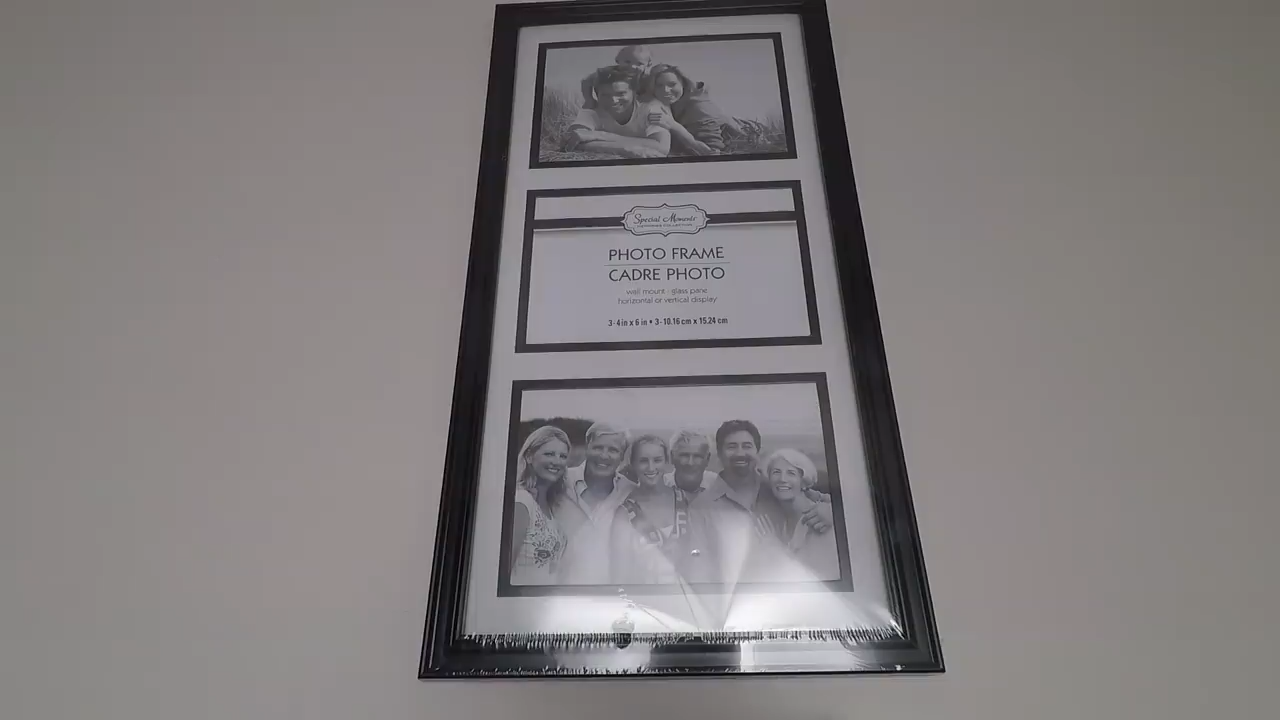 Special Moments
PHOTO FRAME
CADRE PHOTO
wall mount · glass pane
horizontal or vertical display
3- 4 in x 6 in • 3- 10.16 cm x 15.24 cm